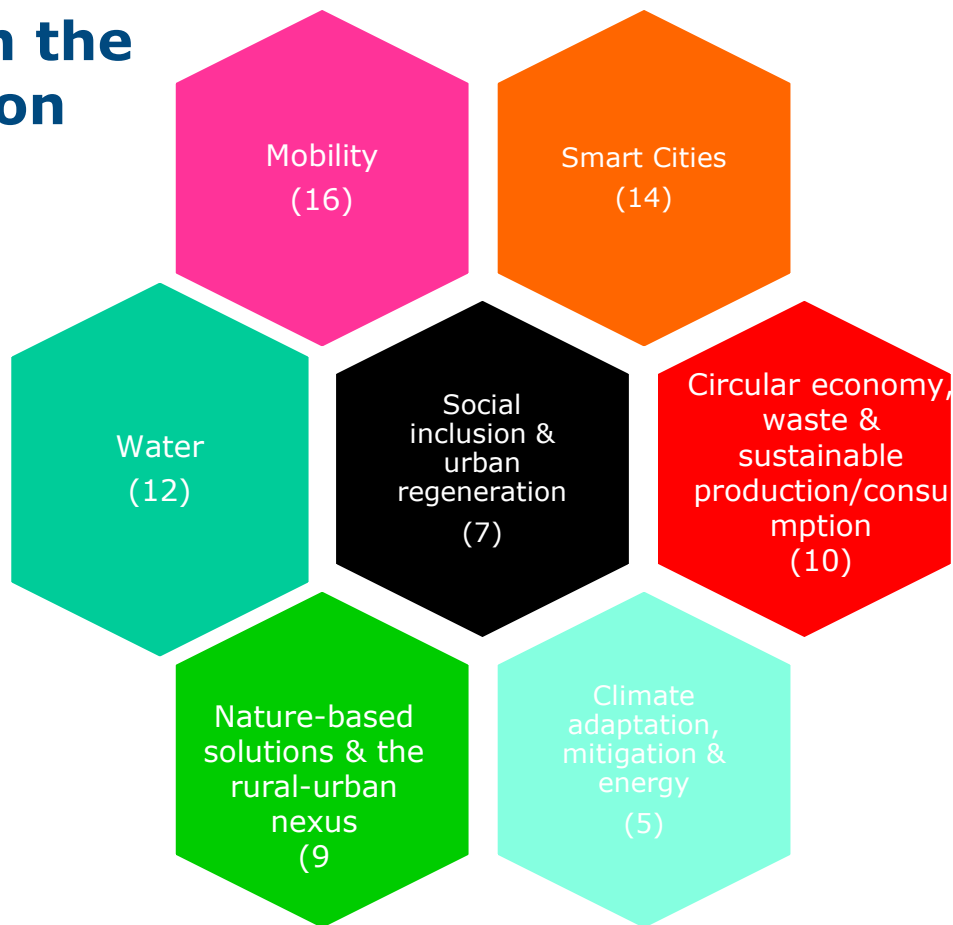 n the
on
Mobility
(16)
Smart Cities
(14)
Water
(12)
Social
inclusion &
urban
regeneration
(7)
Circular economy,
waste &
sustainable
production/consu
mption
(10)
Nature-based
solutions & the
rural-urban
nexus
(9
Climate
adaptation,
mitigation &
energy
(5)